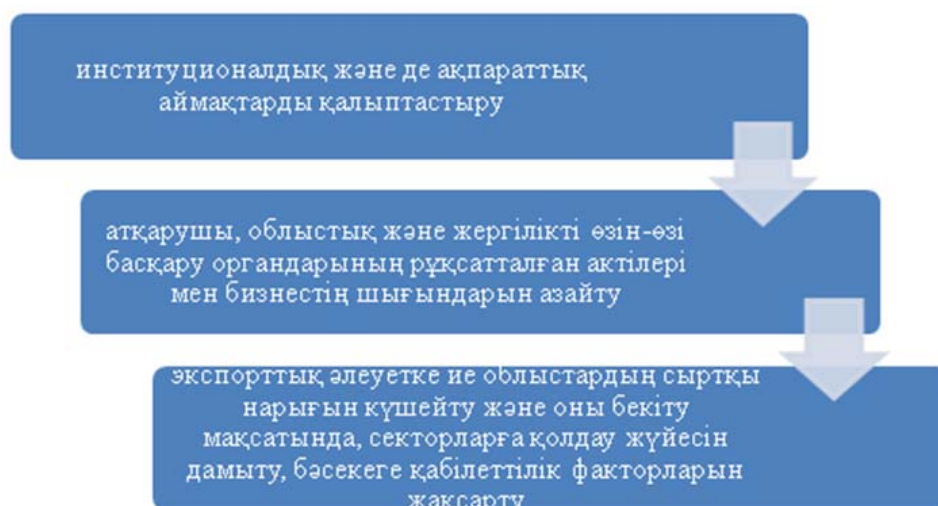 институционалдық және де ақпараттық
аймақтарды қалыптастыру
атқарушы, облыстық және жергілікті өзін-өзі
басқару органдарының рұқсатталған актілері
мен бизнестің шығындарын азайту
экспорттық әлеуетке ие облыстардың сыртқы
нарығын күшейту және оны бекіту
мақсатында, секторларға қолдау жүйесін
дамыту, бәсекеге қабілеттілік факторларын
жақсарту